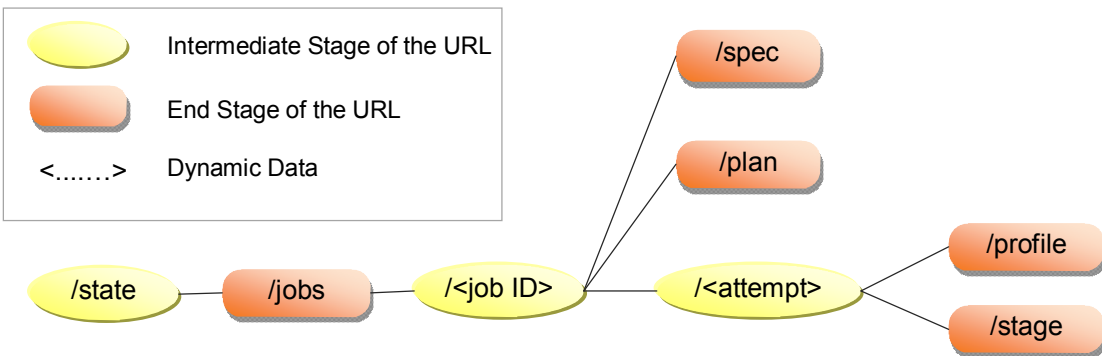 Intermediate Stage of the URL
End Stage of the URL
<....…> Dynamic Data
/spec
/plan
/profile
/state /jobs /<job ID> /<attempt>
/stage